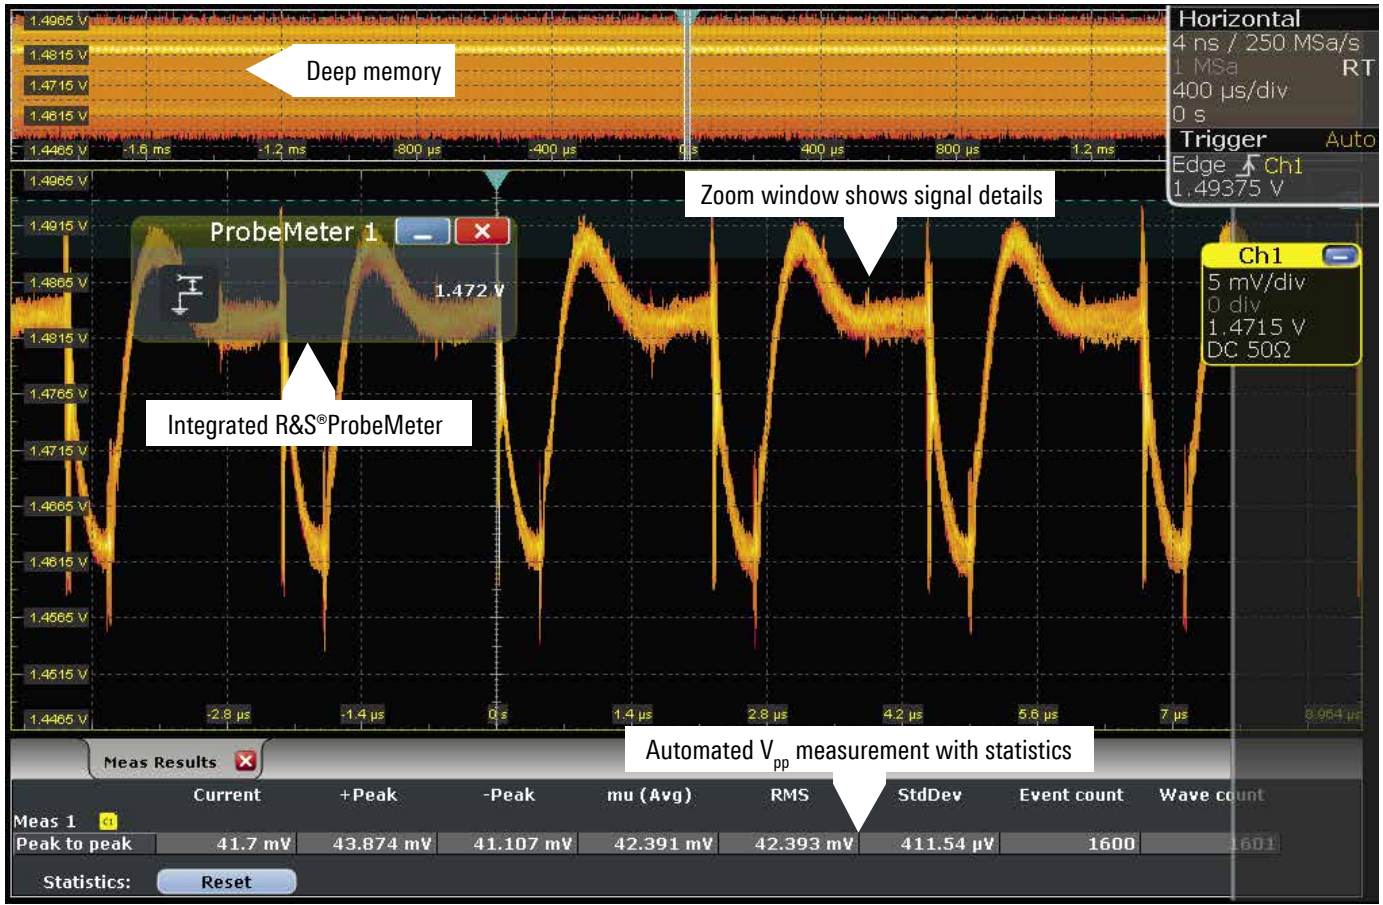 1.4965 V
1.4815 V
1.4715 V
1.4615 V
1.4465 V
Deep memory
-1.6 ms -1.2 ms -800 µs -400 µs 0 s 400 µs 800 µs 1.2 ms
Horizontal
4 ns / 250 MSa/s
1 MSa RT
400 µs/div
0 s
Trigger Auto
Edge Ch1
1.49375 V
1.4965 V
1.4915 V
1.4865 V
1.4815 V
1.4765 V
1.4715 V
1.4665 V
1.4615 V
1.4565 V
1.4515 V
1.4465 V
Zoom window shows signal details
ProbeMeter 1
1.472 V
Integrated R&S®ProbeMeter
Ch1
5 mV/div
0 div
1.4715 V
DC 50Ω
-2.8 µs -1.4 µs 0 s 1.4 µs 2.8 µs 4.2 µs 5.6 µs 7 µs 8.964 µs
Automated Vpp measurement with statistics
Meas Results
Current +Peak -Peak mu (Avg) RMS StdDev Event count Wave count
Meas 1 C1
Peak to peak 41.7 mV 43.874 mV 41.107 mV 42.391 mV 42.393 mV 411.54 µV 1600 1601
Statistics: Reset